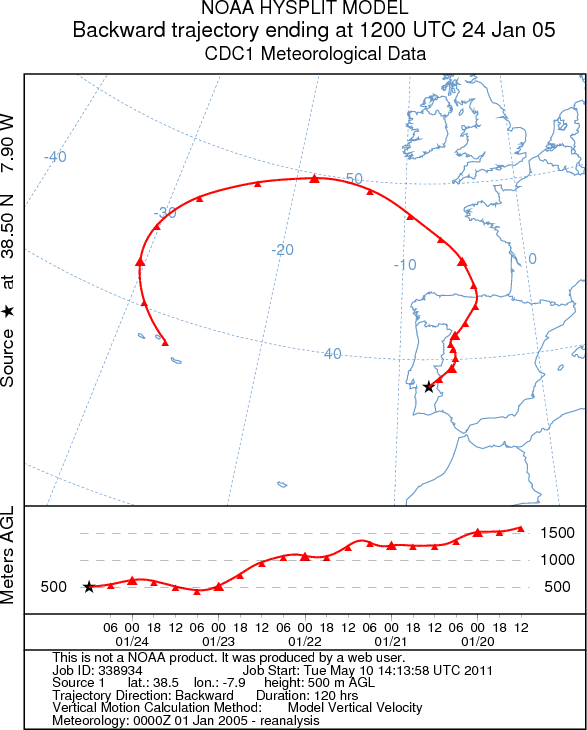 NOAA HYSPLIT MODEL
Backward trajectory ending at 1200 UTC 24 Jan 05
CDC1 Meteorological Data
Source ★ at 38.50 N 7.90 W
-40
-30
50
-20
-10
0
40
Meters AGL
1500
1000
500
500
06 00 18 12 06 00 18 12 06 00 18 12 06 00 18 12 06 00 18 12
01/24 01/23 01/22 01/21 01/20
This is not a NOAA product. It was produced by a web user.
Job ID: 338934 Job Start: Tue May 10 14:13:58 UTC 2011
Source 1 lat.: 38.5 lon.: -7.9 height: 500 m AGL
Trajectory Direction: Backward Duration: 120 hrs
Vertical Motion Calculation Method: Model Vertical Velocity
Meteorology: 0000Z 01 Jan 2005 - reanalysis